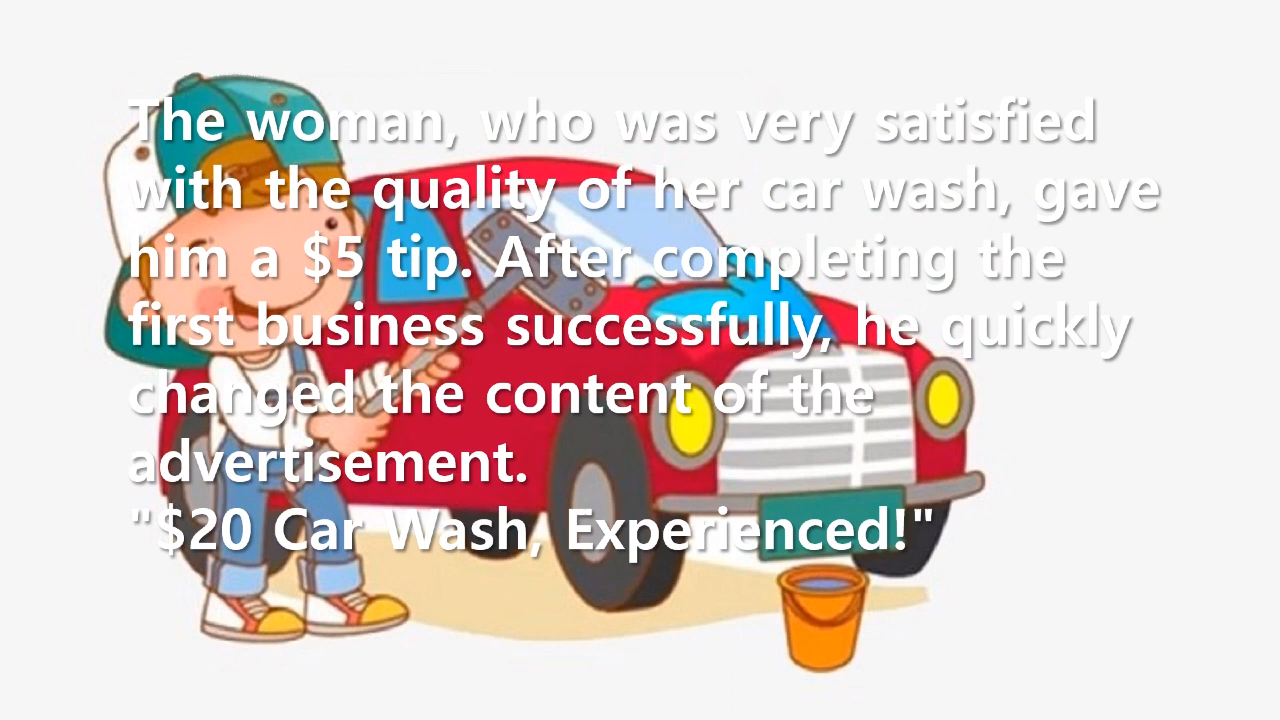 The woman, who was very satisfied
with the quality of her car wash, gave
him a $5 tip. After completing the
first business successfully, he quickly
changed the content of the
advertisement.
"$20 Car Wash, Experienced!"